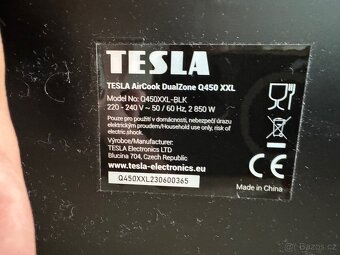 TESLA
TESLA AirCook DualZone Q450 XXL
Model No.: Q450XXL-BLK
220 - 240 V ~ 50 / 60 Hz, 2 850 W
Pouze pro použití v domácnosti, nebezpečí úrazu
elektrickým proudem/Household use only, risk of
electric shock.
Výrobce/Manufacturer:
TESLA Electronics LTD
Blucina 704, Czech Republic
www.tesla-electronics.eu
Q450XXL230600365
CE
Made in China
bazoš.cz